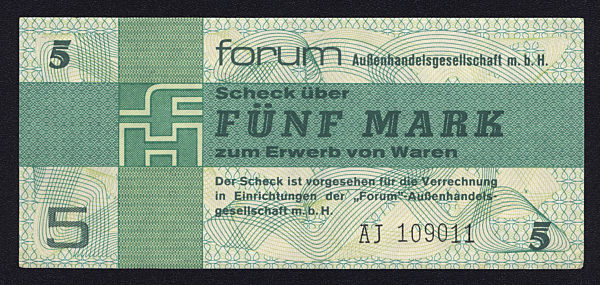 5
forum Außenhandelsgesellschaft m. b. H.
Scheck über
FÜNF MARK
zum Erwerb von Waren
Der Scheck ist vorgesehen für die Verrechnung
in Einrichtungen der „Forum“-Außenhandels-
gesellschaft m. b. H.
5
AJ 109011
5